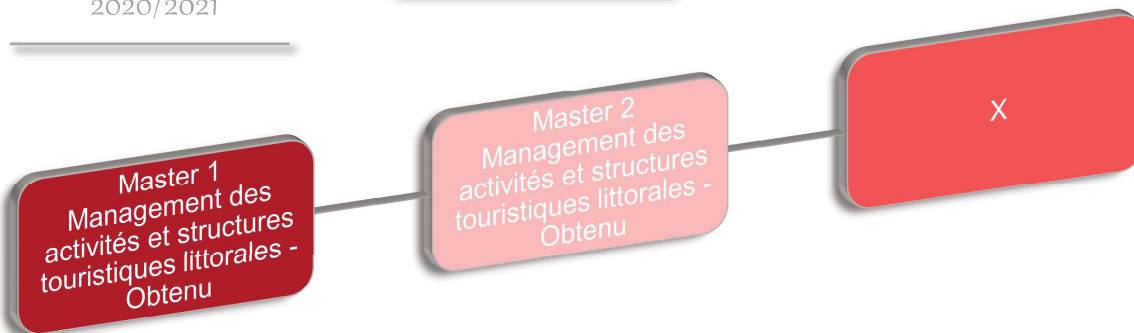 2020/2021
Master 1
Management des
activités et structures
touristiques littorales -
Obtenu
Master 2
Management des
activités et structures
touristiques littorales -
Obtenu
X